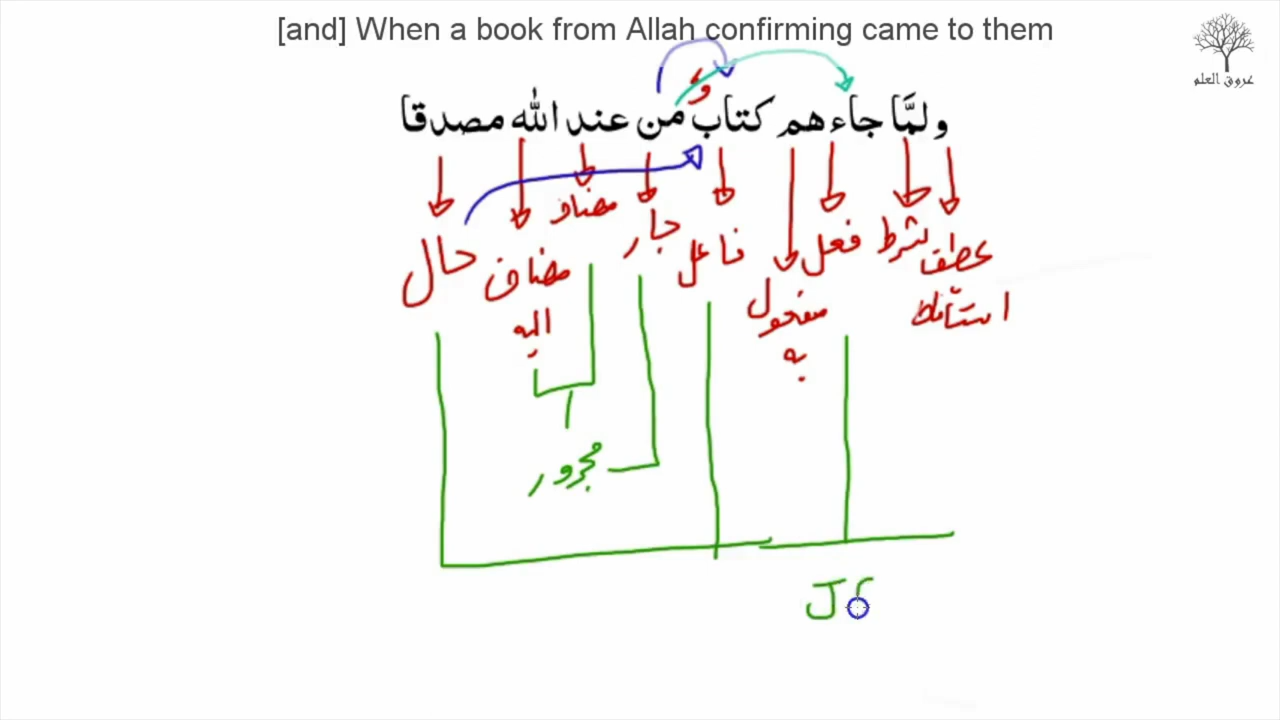 [and] When a book from Allah confirming came to them
عروق العلم
ولمَّا جاءهم كتاب من عند الله مصدقا
عطف شرط فعل فاعل جار مضاف مضاف حال
استئناف مفعول اليه
به
مجرور